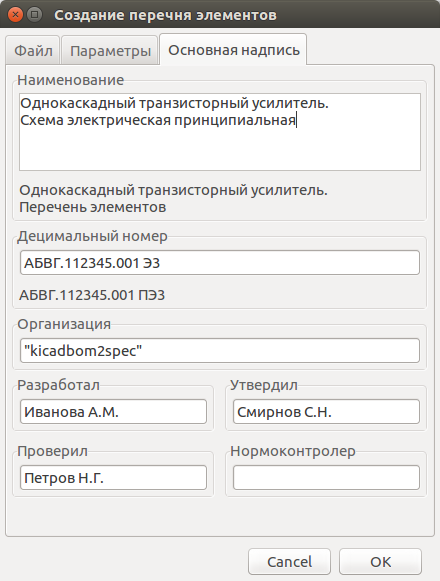 Создание перечня элементов
Файл Параметры Основная надпись
Наименование
Однокаскадный транзисторный усилитель.
Схема электрическая принципиальная
Однокаскадный транзисторный усилитель.
Перечень элементов
Децимальный номер
АБВГ.112345.001 Э3
АБВГ.112345.001 ПЭ3
Организация
"kicadbom2spec"
Разработал Утвердил
Иванова А.М. Смирнов С.Н.
Проверил Нормоконтролер
Петров Н.Г.
Cancel OK